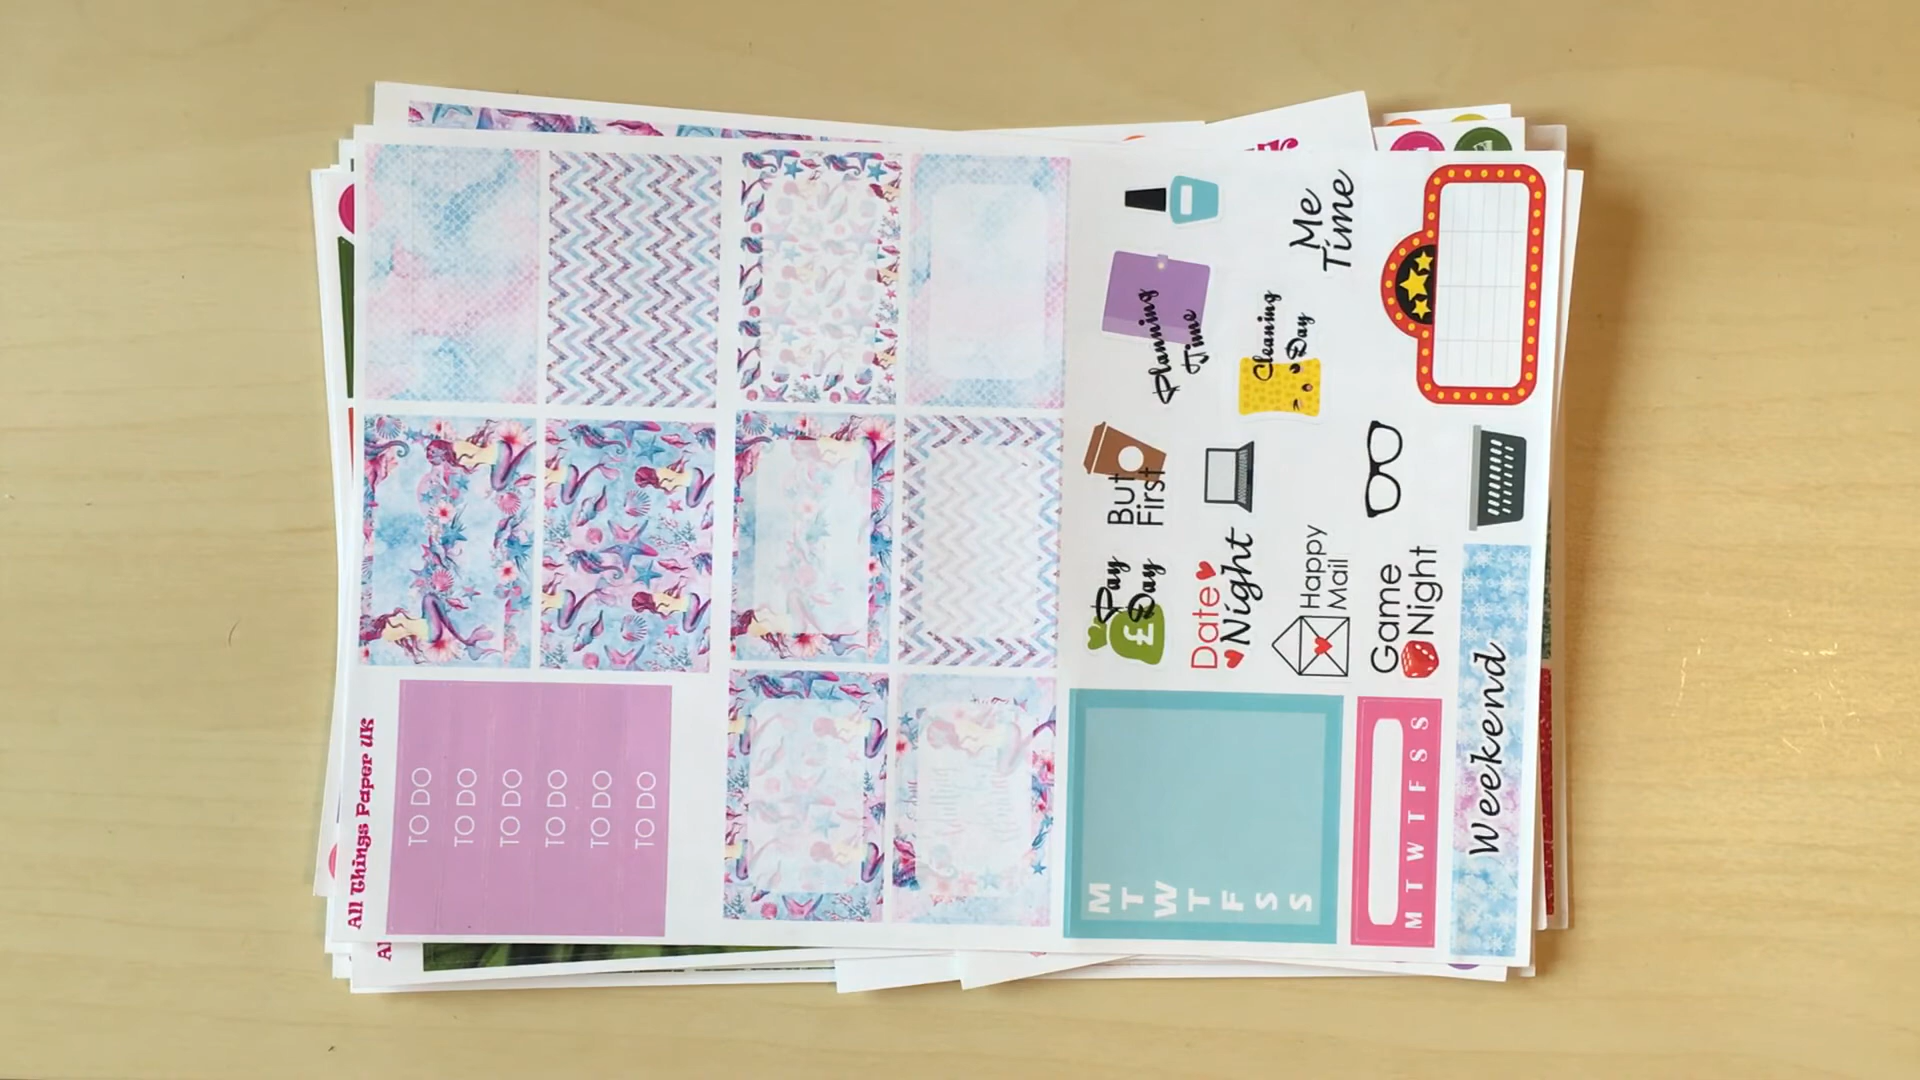 All Things Paper UK
TO DO
TO DO
TO DO
TO DO
TO DO
TO DO
Planning
Time
Cleaning
Day
Me
Time
But
First
Pay
Day
£
Date
Night
Happy
Mail
Game
Night
M
T
W
T
F
S
S
M T W T F S S
Weekend